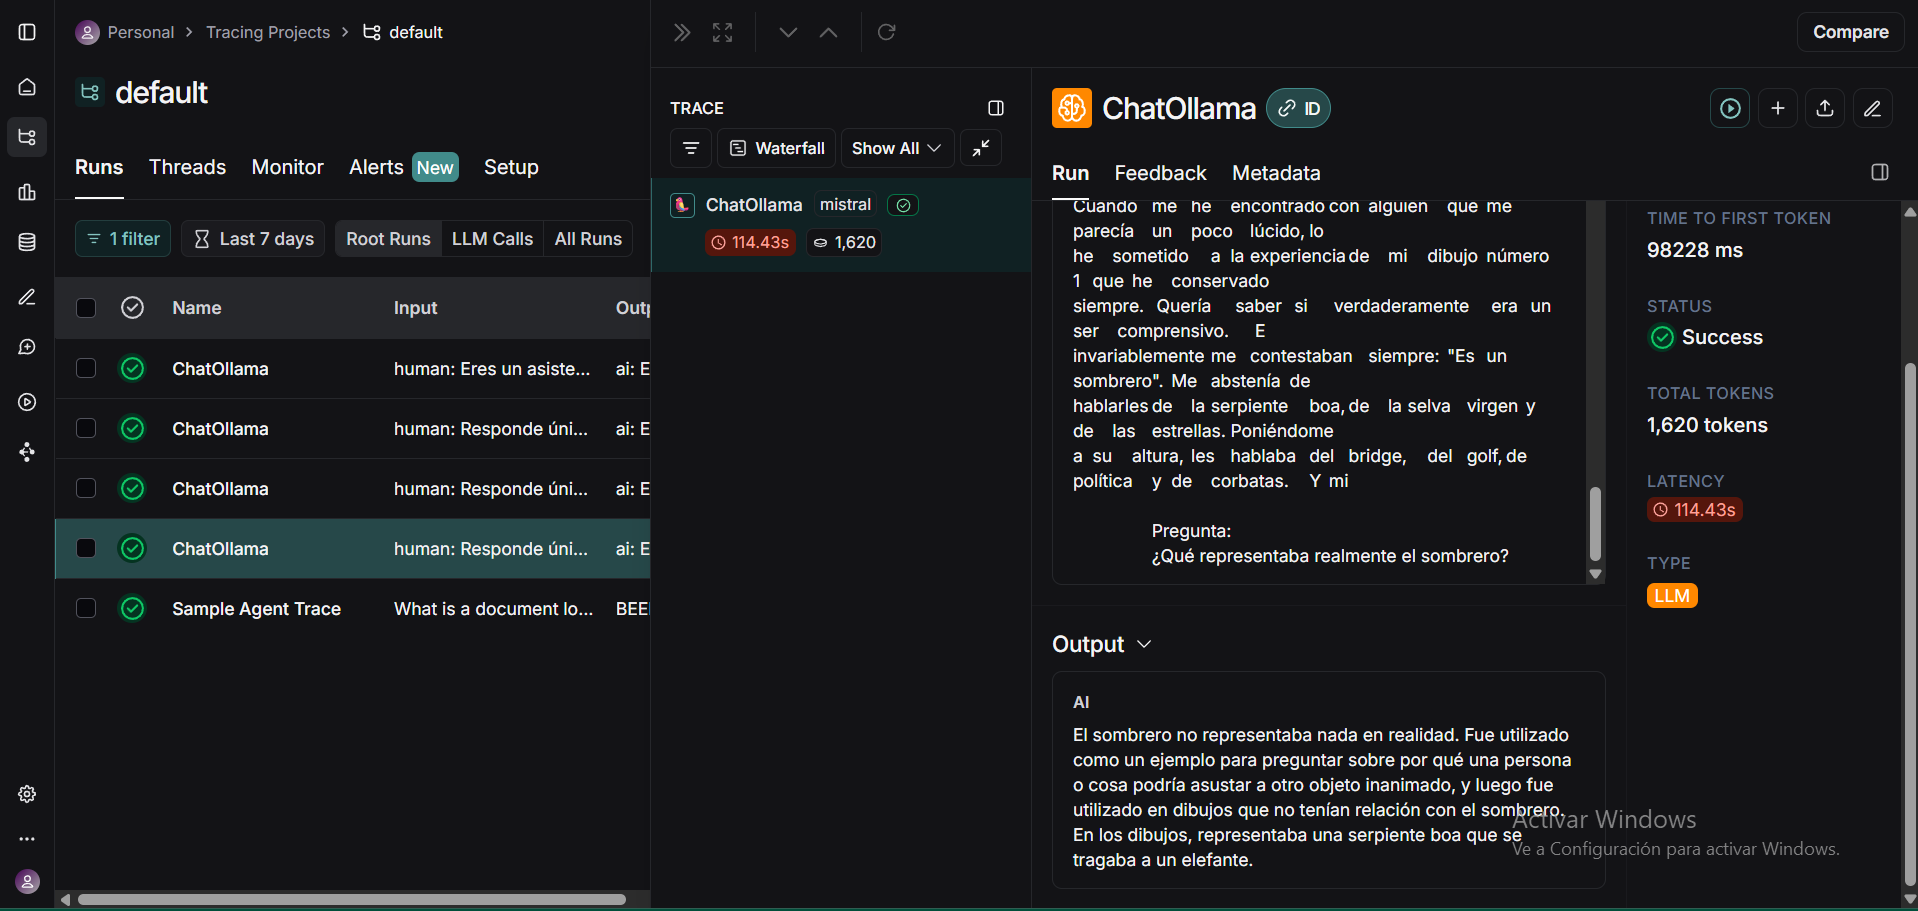 Personal > Tracing Projects > default
default
Runs Threads Monitor Alerts New Setup
1 filter Last 7 days Root Runs LLM Calls All Runs
Name Input
ChatOllama human: Eres un asiste... ai: E
ChatOllama human: Responde úni... ai: E
ChatOllama human: Responde úni... ai: E
ChatOllama human: Responde úni... ai: E
Sample Agent Trace What is a document lo... BEE
Compare
TRACE
Waterfall Show All
ChatOllama mistral
114.43s 1,620
ChatOllama ID
Run Feedback Metadata
Cuando me he encontrado con alguien que me
parecía un poco lúcido, lo
he sometido a la experiencia de mi dibujo número
1 que he conservado
siempre. Quería saber si verdaderamente era un
ser comprensivo. E
invariablemente me contestaban siempre: "Es un
sombrero". Me abstenía de
hablarles de la serpiente boa, de la selva virgen y
de las estrellas. Poniéndome
a su altura, les hablaba del bridge, del golf, de
política y de corbatas. Y mi
Pregunta:
¿Qué representaba realmente el sombrero?
Output
AI
El sombrero no representaba nada en realidad. Fue utilizado
como un ejemplo para preguntar sobre por qué una persona
o cosa podría asustar a otro objeto inanimado, y luego fue
utilizado en dibujos que no tenían relación con el sombrero.
En los dibujos, representaba una serpiente boa que se
tragaba a un elefante.
TIME TO FIRST TOKEN
98228 ms
STATUS
Success
TOTAL TOKENS
1,620 tokens
LATENCY
114.43s
TYPE
LLM
Activar Windows
Ve a Configuración para activar Windows.